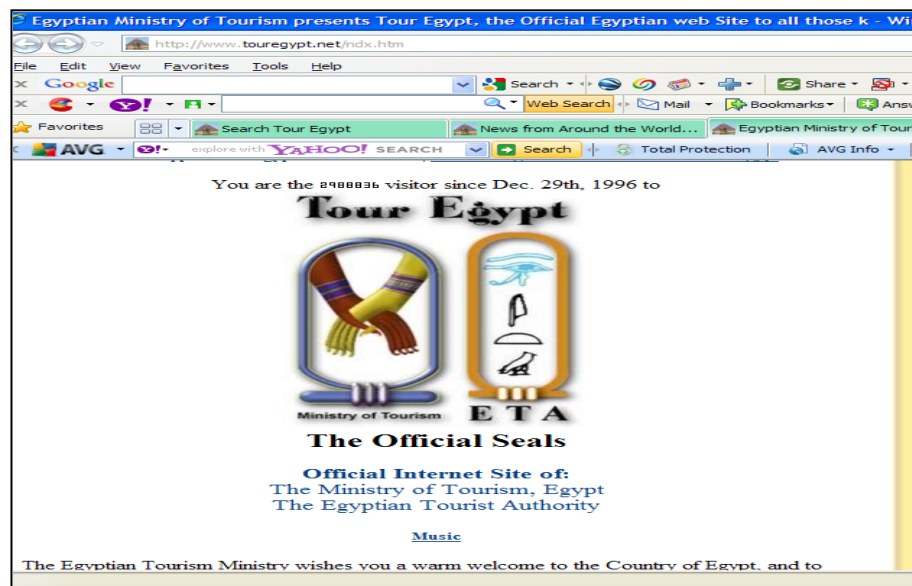 Egyptian Ministry of Tourism presents Tour Egypt, the Official Egyptian web Site to all those k - Wi
http://www.touregypt.net/ndx.htm
File Edit View Favorites Tools Help
Google Search Share
Web Search Mail Bookmarks Answ
Favorites Search Tour Egypt News from Around the World... Egyptian Ministry of Tour
AVG explore with YAHOO! SEARCH Search Total Protection AVG Info
You are the 2988836 visitor since Dec. 29th, 1996 to
Tour Egypt
Ministry of Tourism E T A
The Official Seals
Official Internet Site of:
The Ministry of Tourism, Egypt
The Egyptian Tourist Authority
Music
The Egyptian Tourism Ministry wishes you a warm welcome to the Country of Egypt, and to